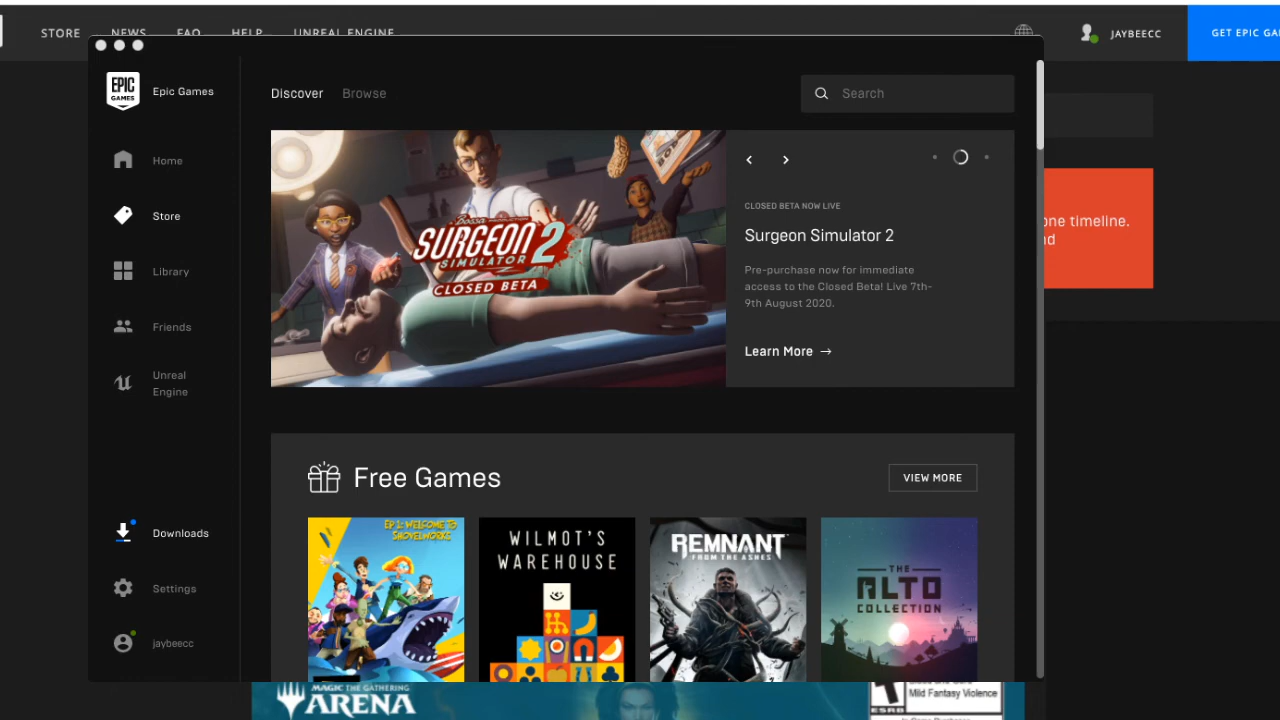 STORE NEWS FAQ HELP UNREAL ENGINE JAYBEECC GET EPIC GA
EPIC
GAMES
Epic Games
Discover Browse
Search
Home
Store
Library
Friends
Unreal
Engine
Downloads
Settings
jaybeecc
Bossa
SURGEON 2
SIMULATOR
CLOSED BETA
CLOSED BETA NOW LIVE
Surgeon Simulator 2
Pre-purchase now for immediate
access to the Closed Beta! Live 7th-
9th August 2020.
Learn More →
one timeline.
nd
Free Games
VIEW MORE
EP 1: WELCOME TO
SHOVELWORKS
WILMOT'S
WAREHOUSE
REMNANT
FROM THE ASHES
THE
ALTO
COLLECTION
MAGIC THE GATHERING
ARENA
ESRB
Mild Fantasy Violence